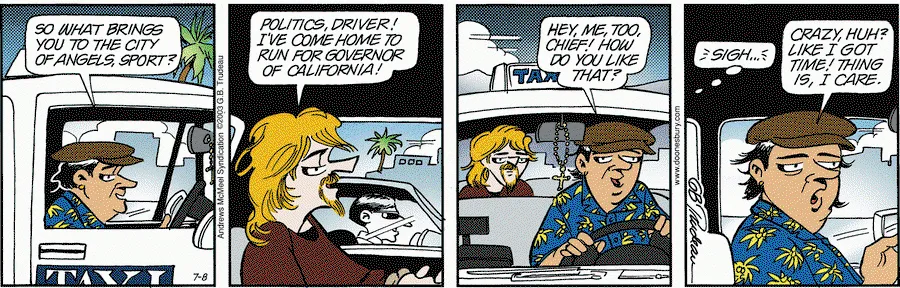 SO WHAT BRINGS
YOU TO THE CITY
OF ANGELS, SPORT?
TAXI
7-8
Andrews McMeel Syndication ©2003 G.B. Trudeau
POLITICS, DRIVER!
I'VE COME HOME TO
RUN FOR GOVERNOR
OF CALIFORNIA!
HEY, ME, TOO,
CHIEF! HOW
DO YOU LIKE
THAT?
TAX
www.doonesbury.com
SIGH...
CRAZY, HUH?
LIKE I GOT
TIME! THING
IS, I CARE.
GB Trudeau